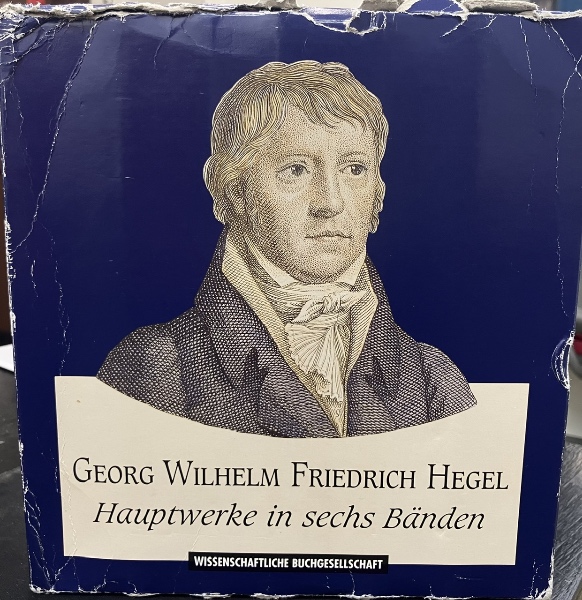 GEORG WILHELM FRIEDRICH HEGEL
Hauptwerke in sechs Bänden
WISSENSCHAFTLICHE BUCHGESELLSCHAFT